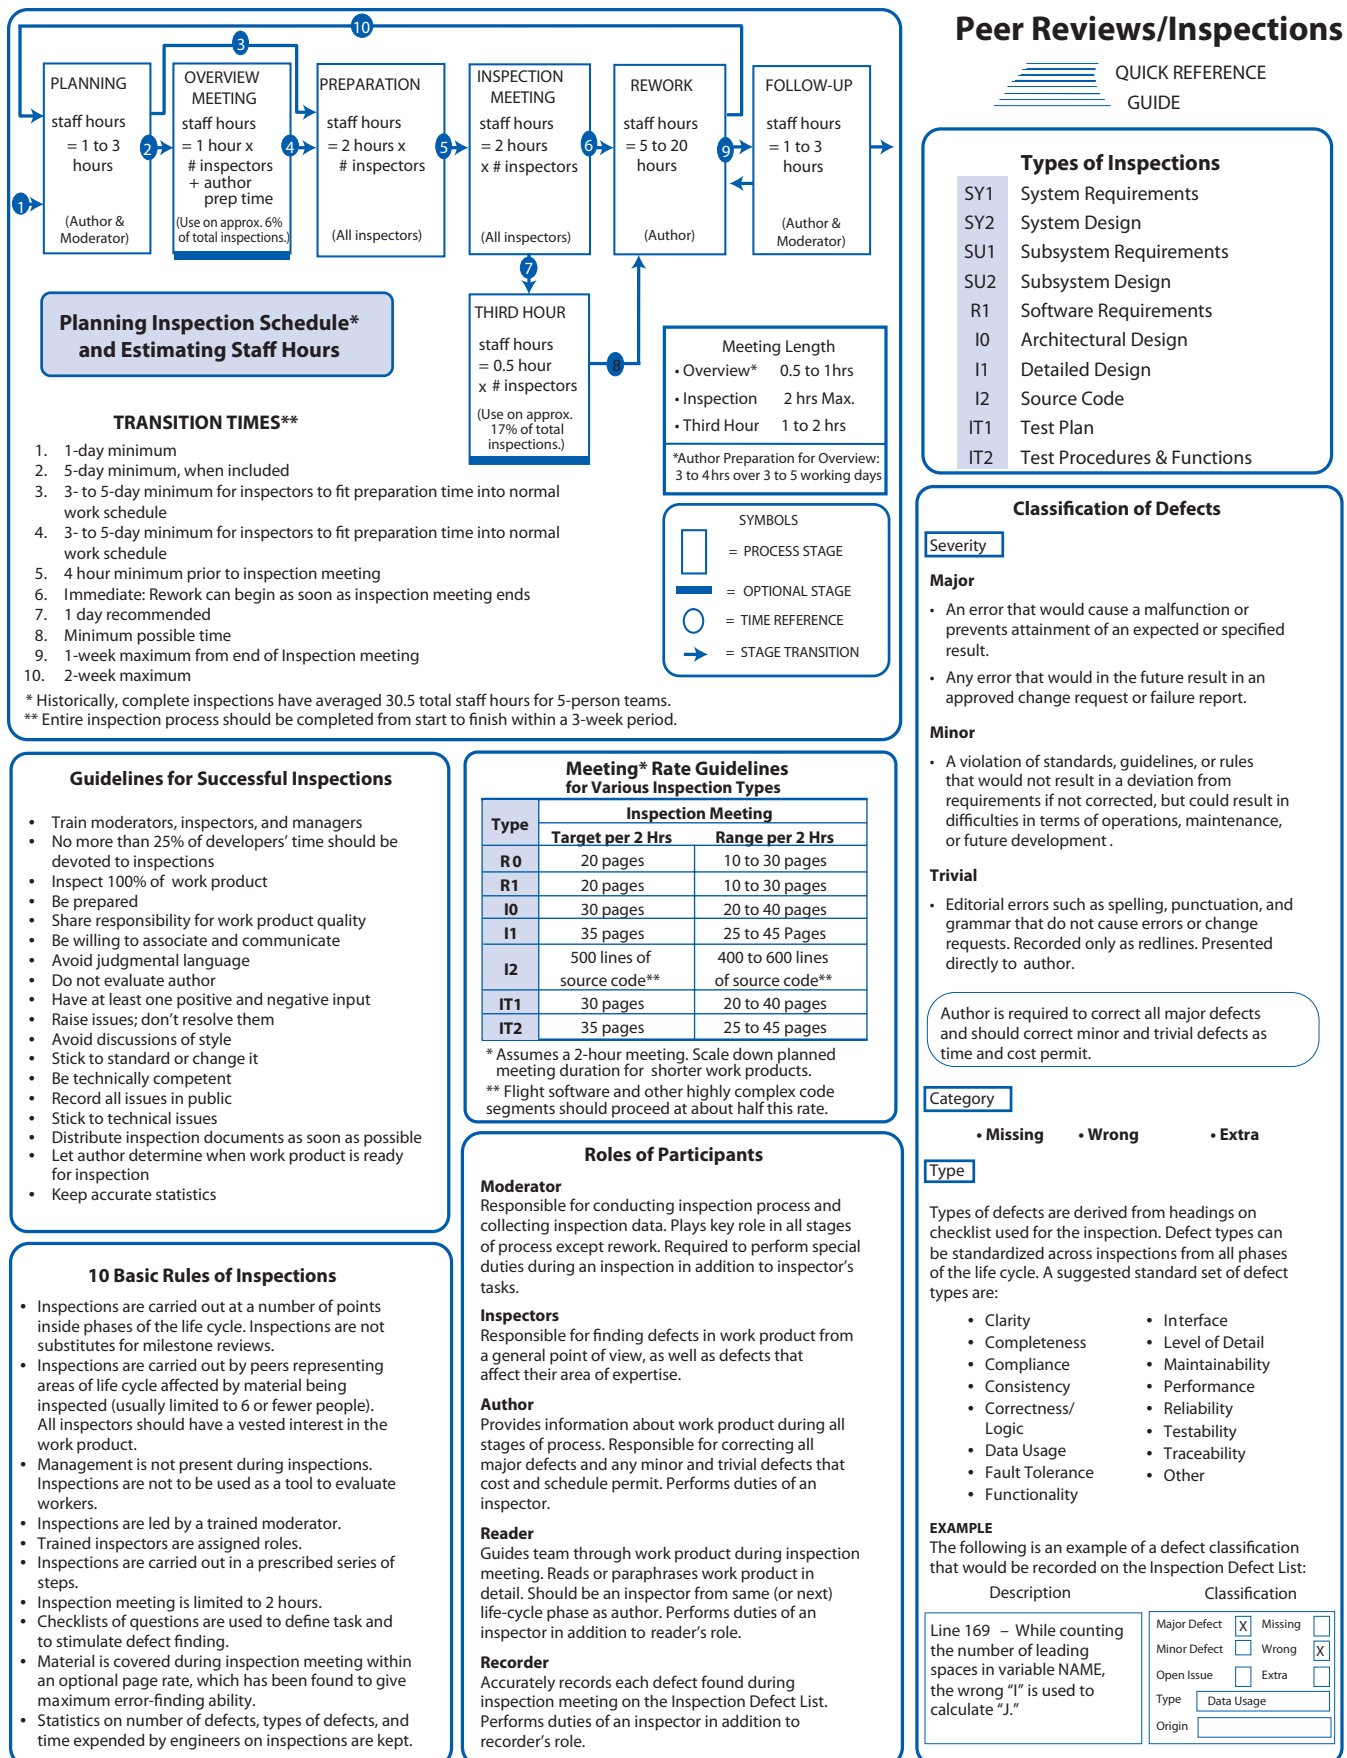 Peer Reviews/Inspections
QUICK REFERENCE
GUIDE
10
3
PLANNING
staff hours
= 1 to 3
hours
(Author &
Moderator)
1
2
OVERVIEW
MEETING
staff hours
= 1 hour x
# inspectors
+ author
prep time
(Use on approx. 6%
of total inspections.)
4
PREPARATION
staff hours
= 2 hours x
# inspectors
(All inspectors)
5
INSPECTION
MEETING
staff hours
= 2 hours
x # inspectors
(All inspectors)
6
REWORK
staff hours
= 5 to 20
hours
(Author)
9
FOLLOW-UP
staff hours
= 1 to 3
hours
(Author &
Moderator)
7
THIRD HOUR
staff hours
= 0.5 hour
x # inspectors
(Use on approx.
17% of total
inspections.)
8
Planning Inspection Schedule*
and Estimating Staff Hours
Meeting Length
• Overview* 0.5 to 1hrs
• Inspection 2 hrs Max.
• Third Hour 1 to 2 hrs
*Author Preparation for Overview:
3 to 4 hrs over 3 to 5 working days
SYMBOLS
= PROCESS STAGE
= OPTIONAL STAGE
= TIME REFERENCE
= STAGE TRANSITION
TRANSITION TIMES**
1. 1-day minimum
2. 5-day minimum, when included
3. 3- to 5-day minimum for inspectors to fit preparation time into normal
work schedule
4. 3- to 5-day minimum for inspectors to fit preparation time into normal
work schedule
5. 4 hour minimum prior to inspection meeting
6. Immediate: Rework can begin as soon as inspection meeting ends
7. 1 day recommended
8. Minimum possible time
9. 1-week maximum from end of Inspection meeting
10. 2-week maximum
* Historically, complete inspections have averaged 30.5 total staff hours for 5-person teams.
** Entire inspection process should be completed from start to finish within a 3-week period.
Types of Inspections
SY1 System Requirements
SY2 System Design
SU1 Subsystem Requirements
SU2 Subsystem Design
R1 Software Requirements
I0 Architectural Design
I1 Detailed Design
I2 Source Code
IT1 Test Plan
IT2 Test Procedures & Functions
Guidelines for Successful Inspections
• Train moderators, inspectors, and managers
• No more than 25% of developers' time should be
devoted to inspections
• Inspect 100% of work product
• Be prepared
• Share responsibility for work product quality
• Be willing to associate and communicate
• Avoid judgmental language
• Do not evaluate author
• Have at least one positive and negative input
• Raise issues; don't resolve them
• Avoid discussions of style
• Stick to standard or change it
• Be technically competent
• Record all issues in public
• Stick to technical issues
• Distribute inspection documents as soon as possible
• Let author determine when work product is ready
for inspection
• Keep accurate statistics
10 Basic Rules of Inspections
• Inspections are carried out at a number of points
inside phases of the life cycle. Inspections are not
substitutes for milestone reviews.
• Inspections are carried out by peers representing
areas of life cycle affected by material being
inspected (usually limited to 6 or fewer people).
All inspectors should have a vested interest in the
work product.
• Management is not present during inspections.
Inspections are not to be used as a tool to evaluate
workers.
• Inspections are led by a trained moderator.
• Trained inspectors are assigned roles.
• Inspections are carried out in a prescribed series of
steps.
• Inspection meeting is limited to 2 hours.
• Checklists of questions are used to define task and
to stimulate defect finding.
• Material is covered during inspection meeting within
an optional page rate, which has been found to give
maximum error-finding ability.
• Statistics on number of defects, types of defects, and
time expended by engineers on inspections are kept.
Meeting* Rate Guidelines
for Various Inspection Types
Type Inspection Meeting
Target per 2 Hrs Range per 2 Hrs
R0 20 pages 10 to 30 pages
R1 20 pages 10 to 30 pages
I0 30 pages 20 to 40 pages
I1 35 pages 25 to 45 Pages
I2 500 lines of 400 to 600 lines
source code** of source code**
IT1 30 pages 20 to 40 pages
IT2 35 pages 25 to 45 pages
* Assumes a 2-hour meeting. Scale down planned
meeting duration for shorter work products.
** Flight software and other highly complex code
segments should proceed at about half this rate.
Roles of Participants
Moderator
Responsible for conducting inspection process and
collecting inspection data. Plays key role in all stages
of process except rework. Required to perform special
duties during an inspection in addition to inspector's
tasks.
Inspectors
Responsible for finding defects in work product from
a general point of view, as well as defects that
affect their area of expertise.
Author
Provides information about work product during all
stages of process. Responsible for correcting all
major defects and any minor and trivial defects that
cost and schedule permit. Performs duties of an
inspector.
Reader
Guides team through work product during inspection
meeting. Reads or paraphrases work product in
detail. Should be an inspector from same (or next)
life-cycle phase as author. Performs duties of an
inspector in addition to reader's role.
Recorder
Accurately records each defect found during
inspection meeting on the Inspection Defect List.
Performs duties of an inspector in addition to
recorder's role.
Classification of Defects
Severity
Major
• An error that would cause a malfunction or
prevents attainment of an expected or specified
result.
• Any error that would in the future result in an
approved change request or failure report.
Minor
• A violation of standards, guidelines, or rules
that would not result in a deviation from
requirements if not corrected, but could result in
difficulties in terms of operations, maintenance,
or future development .
Trivial
• Editorial errors such as spelling, punctuation, and
grammar that do not cause errors or change
requests. Recorded only as redlines. Presented
directly to author.
Author is required to correct all major defects
and should correct minor and trivial defects as
time and cost permit.
Category
• Missing • Wrong • Extra
Type
Types of defects are derived from headings on
checklist used for the inspection. Defect types can
be standardized across inspections from all phases
of the life cycle. A suggested standard set of defect
types are:
• Clarity
• Completeness
• Compliance
• Consistency
• Correctness/
Logic
• Data Usage
• Fault Tolerance
• Functionality
• Interface
• Level of Detail
• Maintainability
• Performance
• Reliability
• Testability
• Traceability
• Other
EXAMPLE
The following is an example of a defect classification
that would be recorded on the Inspection Defect List:
Description
Line 169 – While counting
the number of leading
spaces in variable NAME,
the wrong "I" is used to
calculate "J."
Classification
Major Defect X Missing
Minor Defect Wrong X
Open Issue Extra
Type Data Usage
Origin